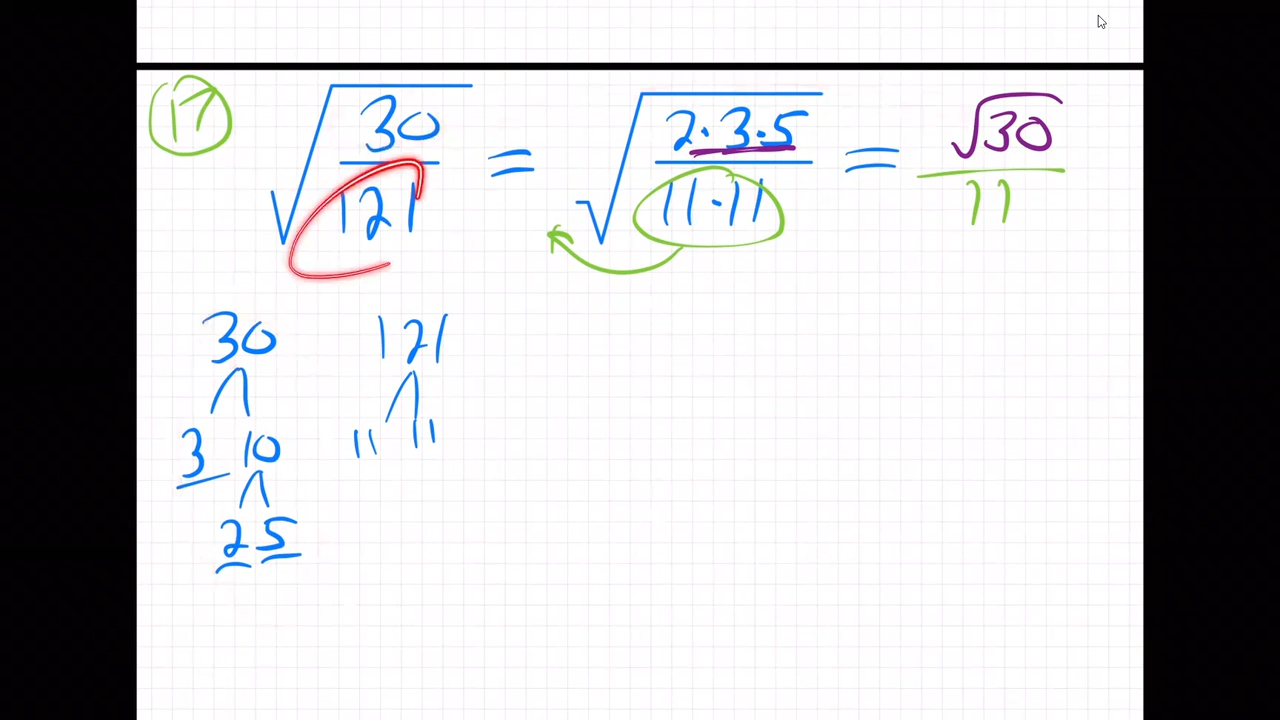 17
√(30/121) = √(2·3·5/11·11) = √30/11
30 121
3 10 11 11
2 5